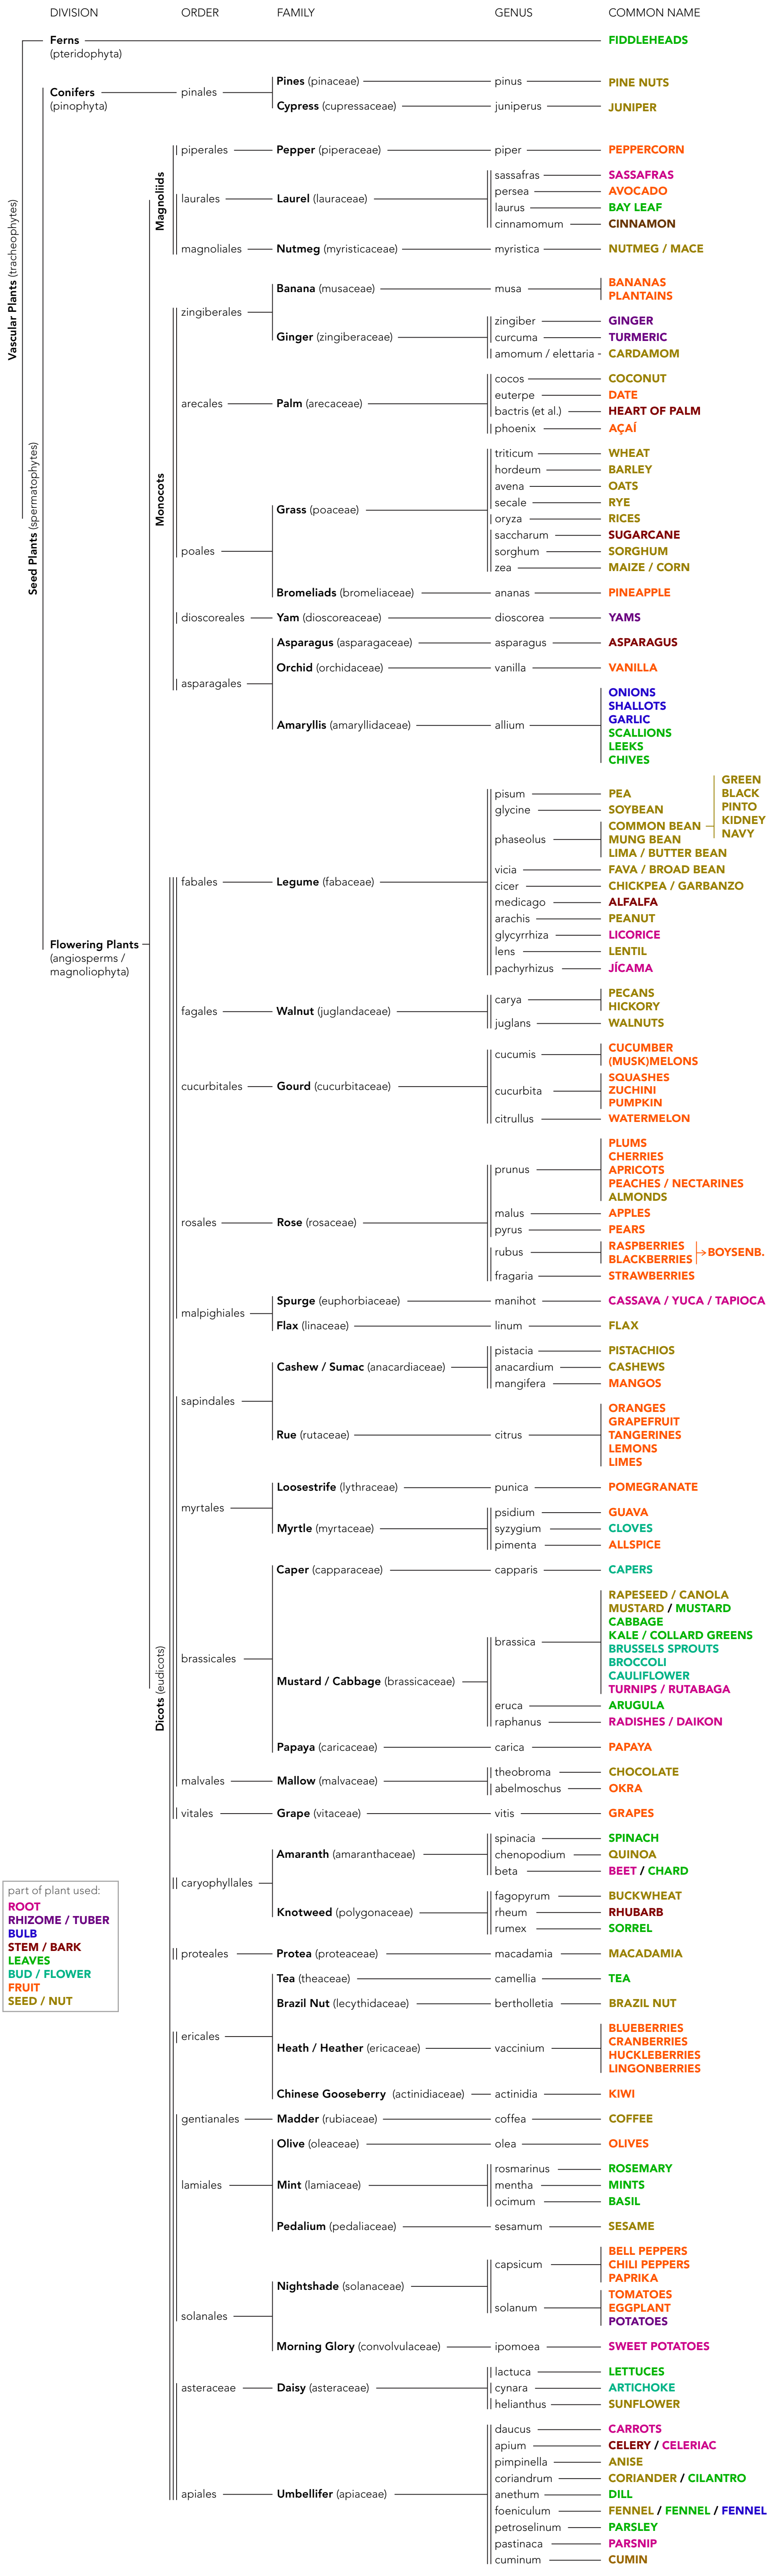 DIVISION ORDER FAMILY GENUS COMMON NAME
Ferns FIDDLEHEADS
(pteridophyta)
Pines (pinaceae) pinus PINE NUTS
Conifers pinales
(pinophyta) Cypress (cupressaceae) juniperus JUNIPER
Vascular Plants (tracheophytes)
Seed Plants (spermatophytes)
Magnoliids
piperales Pepper (piperaceae) piper PEPPERCORN
sassafras SASSAFRAS
persea AVOCADO
laurales Laurel (lauraceae)
laurus BAY LEAF
cinnamomum CINNAMON
magnoliales Nutmeg (myristicaceae) myristica NUTMEG / MACE
Monocots
Banana (musaceae) musa BANANAS
PLANTAINS
zingiberales
zingiber GINGER
Ginger (zingiberaceae) curcuma TURMERIC
amomum / elettaria CARDAMOM
cocos COCONUT
euterpe DATE
arecales Palm (arecaceae)
bactris (et al.) HEART OF PALM
phoenix AÇAÍ
triticum WHEAT
hordeum BARLEY
avena OATS
secale RYE
Grass (poaceae)
oryza RICES
saccharum SUGARCANE
poales sorghum SORGHUM
zea MAIZE / CORN
Bromeliads (bromeliaceae) ananas PINEAPPLE
dioscoreales Yam (dioscoreaceae) dioscorea YAMS
Asparagus (asparagaceae) asparagus ASPARAGUS
Orchid (orchidaceae) vanilla VANILLA
asparagales
ONIONS
SHALLOTS
GARLIC
Amaryllis (amaryllidaceae) allium
SCALLIONS
LEEKS
CHIVES
Flowering Plants
(angiosperms /
magnoliophyta)
Dicots (eudicots)
GREEN
BLACK
PINTO
KIDNEY
NAVY
pisum PEA
glycine SOYBEAN
COMMON BEAN
phaseolus MUNG BEAN
LIMA / BUTTER BEAN
vicia FAVA / BROAD BEAN
fabales Legume (fabaceae)
cicer CHICKPEA / GARBANZO
medicago ALFALFA
arachis PEANUT
glycyrrhiza LICORICE
lens LENTIL
pachyrhizus JÍCAMA
carya PECANS
HICKORY
fagales Walnut (juglandaceae)
juglans WALNUTS
cucumis CUCUMBER
(MUSK)MELONS
SQUASHES
cucurbitales Gourd (cucurbitaceae)
cucurbita ZUCHINI
PUMPKIN
citrullus WATERMELON
PLUMS
CHERRIES
prunus APRICOTS
PEACHES / NECTARINES
ALMONDS
malus APPLES
rosales Rose (rosaceae)
pyrus PEARS
rubus RASPBERRIES
BLACKBERRIES BOYSENB.
fragaria STRAWBERRIES
Spurge (euphorbiaceae) manihot CASSAVA / YUCA / TAPIOCA
malpighiales
Flax (linaceae) linum FLAX
pistacia PISTACHIOS
Cashew / Sumac (anacardiaceae) anacardium CASHEWS
mangifera MANGOS
sapindales
ORANGES
GRAPEFRUIT
Rue (rutaceae) citrus TANGERINES
LEMONS
LIMES
Loosestrife (lythraceae) punica POMEGRANATE
myrtales
psidium GUAVA
Myrtle (myrtaceae) syzygium CLOVES
pimenta ALLSPICE
Caper (capparaceae) capparis CAPERS
RAPESEED / CANOLA
MUSTARD / MUSTARD
CABBAGE
KALE / COLLARD GREENS
brassica
BRUSSELS SPROUTS
brassicales
BROCCOLI
CAULIFLOWER
Mustard / Cabbage (brassicaceae)
TURNIPS / RUTABAGA
eruca ARUGULA
raphanus RADISHES / DAIKON
Papaya (caricaceae) carica PAPAYA
theobroma CHOCOLATE
malvales Mallow (malvaceae)
abelmoschus OKRA
vitales Grape (vitaceae) vitis GRAPES
spinacia SPINACH
Amaranth (amaranthaceae) chenopodium QUINOA
beta BEET / CHARD
caryophyllales
fagopyrum BUCKWHEAT
Knotweed (polygonaceae) rheum RHUBARB
rumex SORREL
part of plant used:
ROOT
RHIZOME / TUBER
BULB
STEM / BARK
LEAVES
BUD / FLOWER
FRUIT
SEED / NUT
proteales Protea (proteaceae) macadamia MACADAMIA
Tea (theaceae) camellia TEA
Brazil Nut (lecythidaceae) bertholletia BRAZIL NUT
ericales
BLUEBERRIES
CRANBERRIES
Heath / Heather (ericaceae) vaccinium
HUCKLEBERRIES
LINGONBERRIES
Chinese Gooseberry (actinidiaceae) actinidia KIWI
gentianales Madder (rubiaceae) coffea COFFEE
Olive (oleaceae) olea OLIVES
rosmarinus ROSEMARY
lamiales Mint (lamiaceae) mentha MINTS
ocimum BASIL
Pedalium (pedaliaceae) sesamum SESAME
BELL PEPPERS
capsicum CHILI PEPPERS
PAPRIKA
Nightshade (solanaceae)
TOMATOES
solanum EGGPLANT
POTATOES
solanales
Morning Glory (convolvulaceae) ipomoea SWEET POTATOES
lactuca LETTUCES
asteraceae Daisy (asteraceae) cynara ARTICHOKE
helianthus SUNFLOWER
daucus CARROTS
apium CELERY / CELERIAC
pimpinella ANISE
coriandrum CORIANDER / CILANTRO
apiales Umbellifer (apiaceae) anethum DILL
foeniculum FENNEL / FENNEL / FENNEL
petroselinum PARSLEY
pastinaca PARSNIP
cuminum CUMIN